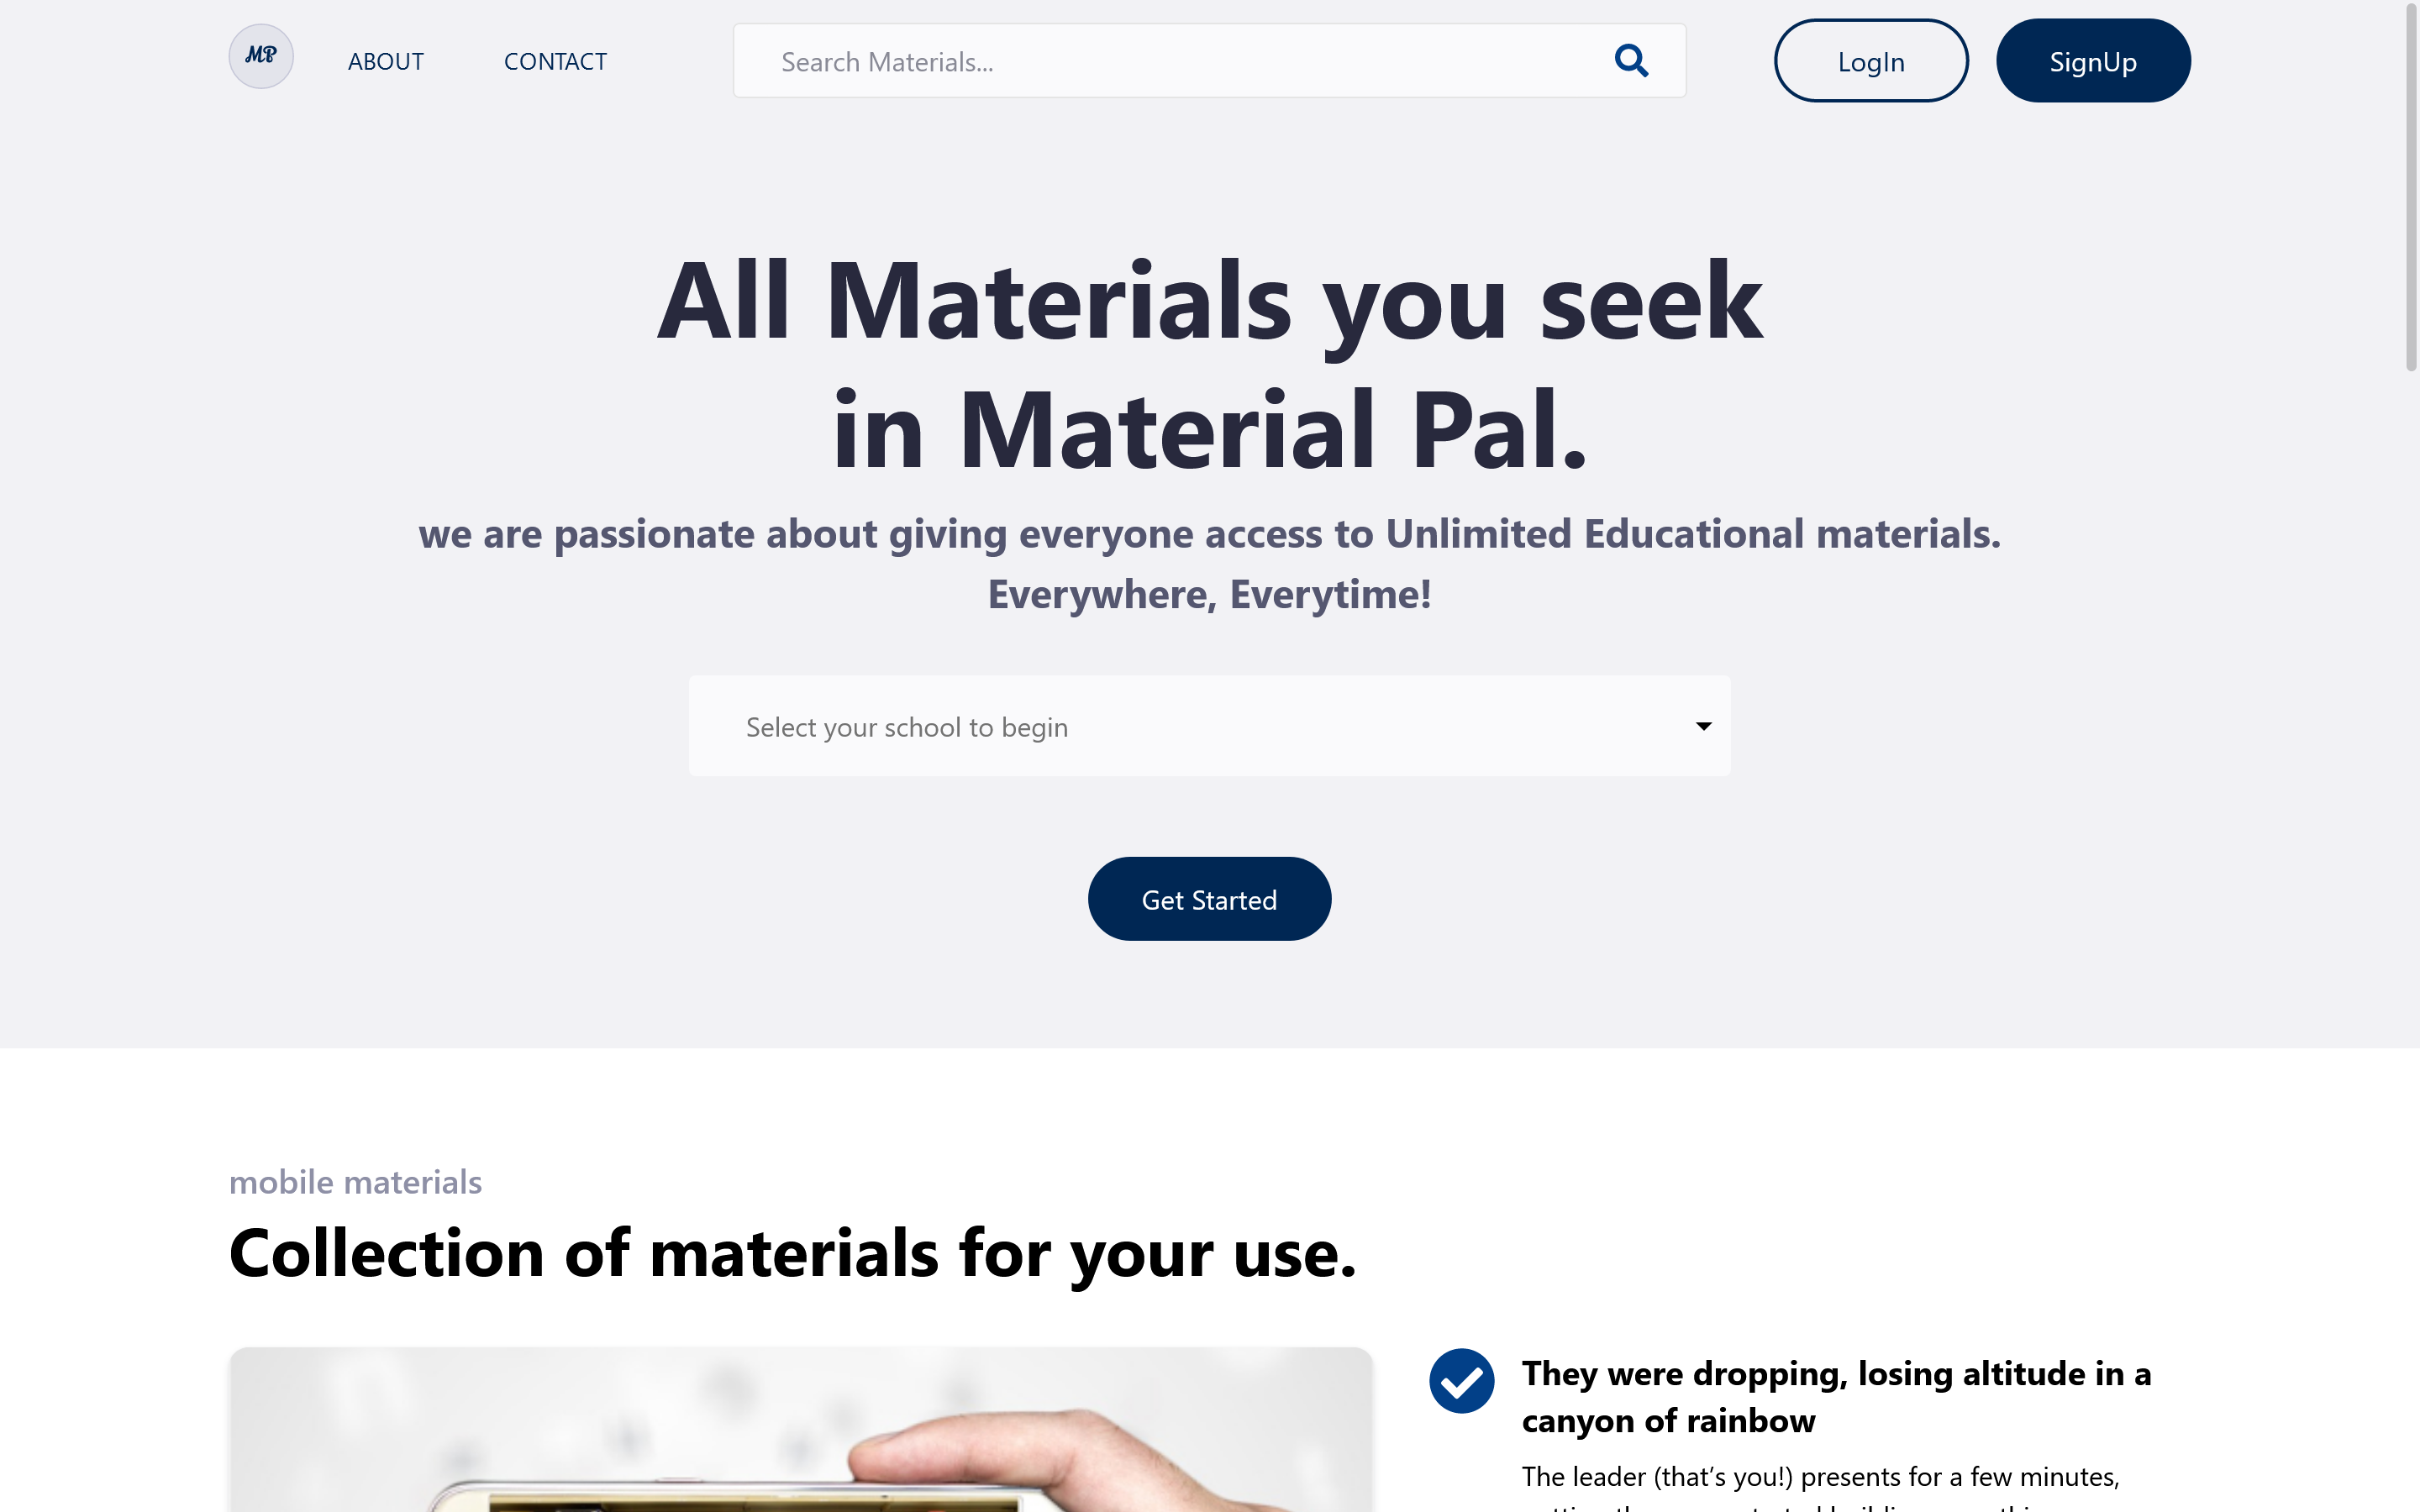 MP
ABOUT
CONTACT
Search Materials...
LogIn
SignUp
All Materials you seek
in Material Pal.
we are passionate about giving everyone access to Unlimited Educational materials.
Everywhere, Everytime!
Select your school to begin
Get Started
mobile materials
Collection of materials for your use.
They were dropping, losing altitude in a
canyon of rainbow
The leader (that’s you!) presents for a few minutes,